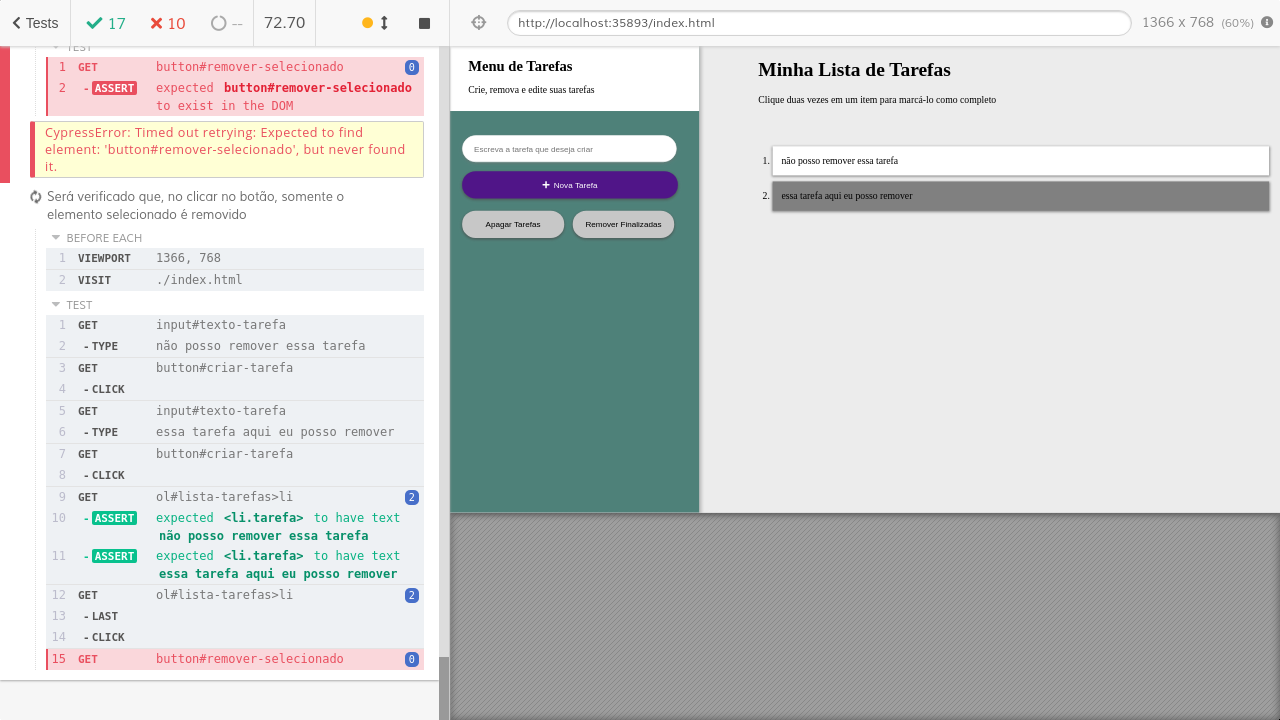 Tests
17
10
--
72.70
http://localhost:35893/index.html
1366 x 768 (60%)
TEST
1 GET button#remover-selecionado 0
2 -ASSERT expected button#remover-selecionado
to exist in the DOM
CypressError: Timed out retrying: Expected to find
element: 'button#remover-selecionado', but never found
it.
Será verificado que, no clicar no botão, somente o
elemento selecionado é removido
BEFORE EACH
1 VIEWPORT 1366, 768
2 VISIT ./index.html
TEST
1 GET input#texto-tarefa
2 -TYPE não posso remover essa tarefa
3 GET button#criar-tarefa
4 -CLICK
5 GET input#texto-tarefa
6 -TYPE essa tarefa aqui eu posso remover
7 GET button#criar-tarefa
8 -CLICK
9 GET ol#lista-tarefas>li 2
10 -ASSERT expected <li.tarefa> to have text
não posso remover essa tarefa
11 -ASSERT expected <li.tarefa> to have text
essa tarefa aqui eu posso remover
12 GET ol#lista-tarefas>li 2
13 -LAST
14 -CLICK
15 GET button#remover-selecionado 0
Menu de Tarefas
Crie, remova e edite suas tarefas
Escreva a tarefa que deseja criar
+ Nova Tarefa
Apagar Tarefas
Remover Finalizadas
Minha Lista de Tarefas
Clique duas vezes em um item para marcá-lo como completo
1. não posso remover essa tarefa
2. essa tarefa aqui eu posso remover